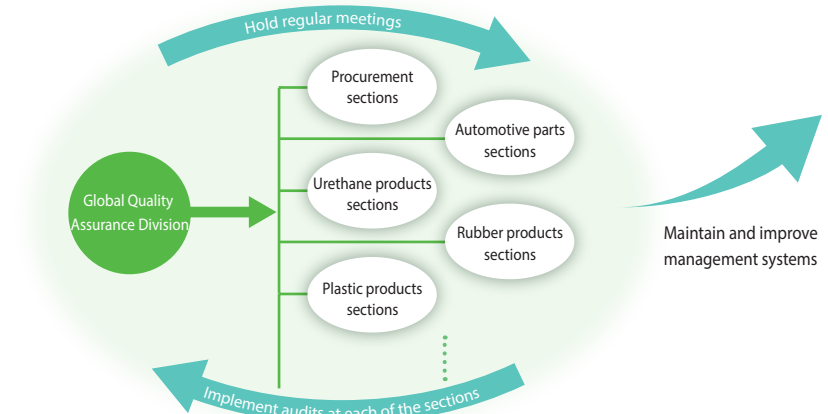 Hold regular meetings
Procurement
sections
Automotive parts
sections
Urethane products
sections
Global Quality
Assurance Division
Rubber products
sections
Plastic products
sections
Maintain and improve
management systems
Implement audits at each of the sections